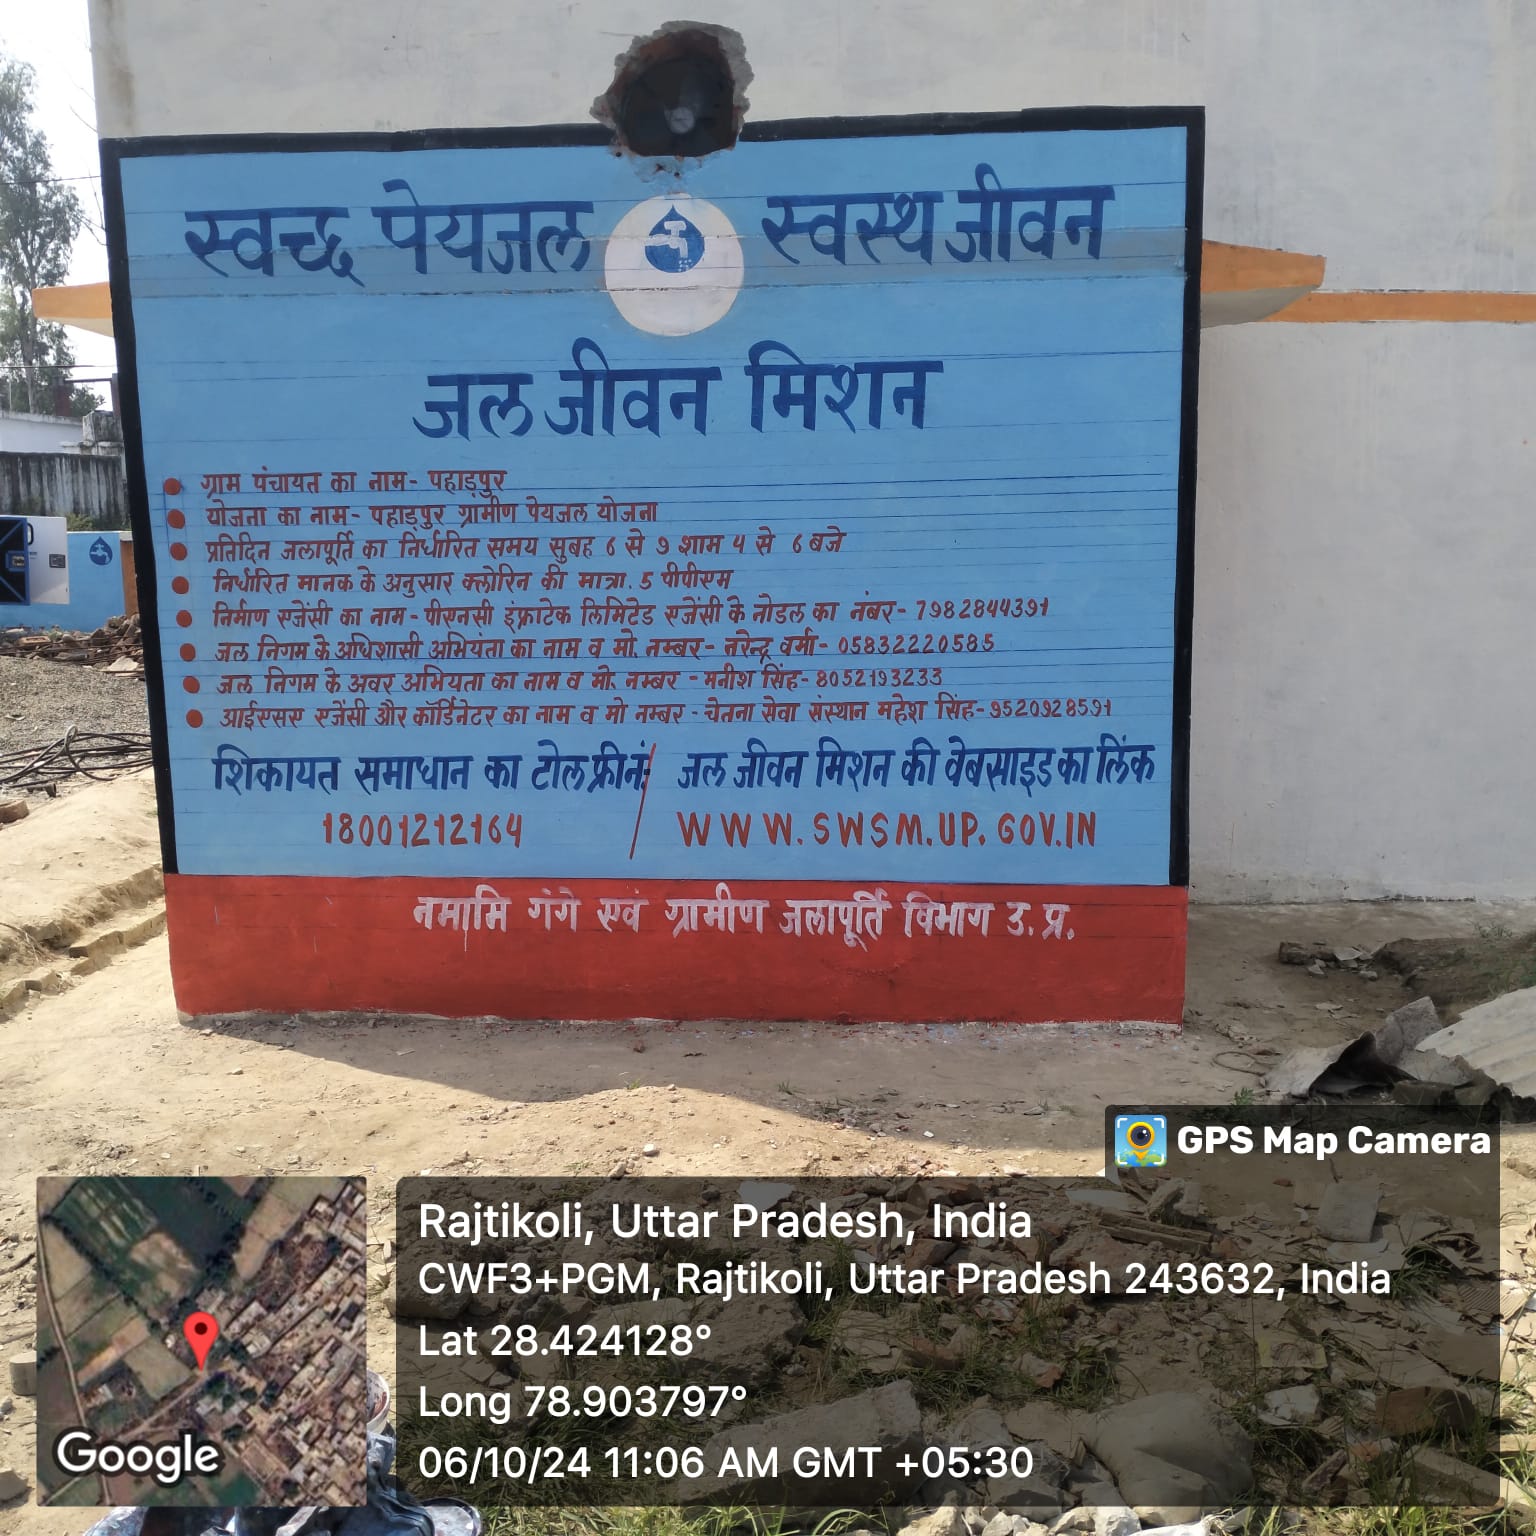 स्वच्छ पेयजल स्वस्थ जीवन
जल जीवन मिशन
ग्राम पंचायत का नाम- पहाड़पुर
योजना का नाम- पहाड़पुर ग्रामीण पेयजल योजना
प्रतिदिन जलापूर्ति का निर्धारित समय सुबह 6 से 9 शाम 4 से 6 बजे
निर्धारित मानक के अनुसार क्लोरिन की मात्रा. 5 पीपीएम
निर्माण एजेंसी का नाम- पीएनसी इंफ्राटेक लिमिटेड एजेंसी के नोडल का नंबर- 7982844391
जल निगम के अधिशासी अभियंता का नाम व मो. नम्बर- नरेन्द्र वर्मा- 05832220585
जल निगम के अवर अभियंता का नाम व मो. नम्बर - मनीश सिंह- 8052193233
आईएसए एजेंसी और कॉर्डिनेटर का नाम व मो नम्बर - चेतना सेवा संस्थान महेश सिंह- 9520928591
शिकायत समाधान का टोल फ्री नं: / जल जीवन मिशन की वेबसाइड का लिंक
18001212164 WWW.SWSM.UP.GOV.IN
नमामि गंगे एवं ग्रामीण जलापूर्ति विभाग उ.प्र.
GPS Map Camera
Rajtikoli, Uttar Pradesh, India
CWF3+PGM, Rajtikoli, Uttar Pradesh 243632, India
Lat 28.424128°
Long 78.903797°
06/10/24 11:06 AM GMT +05:30
Google